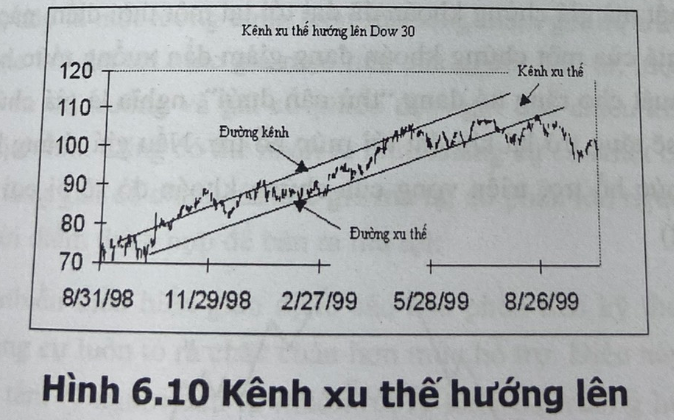 Kênh xu thế hướng lên Dow 30
120
110
100
90
80
70
Kênh xu thế
Đường kênh
Đường xu thế
8/31/98 11/29/98 2/27/99 5/28/99 8/26/99
Hình 6.10 Kênh xu thế hướng lên